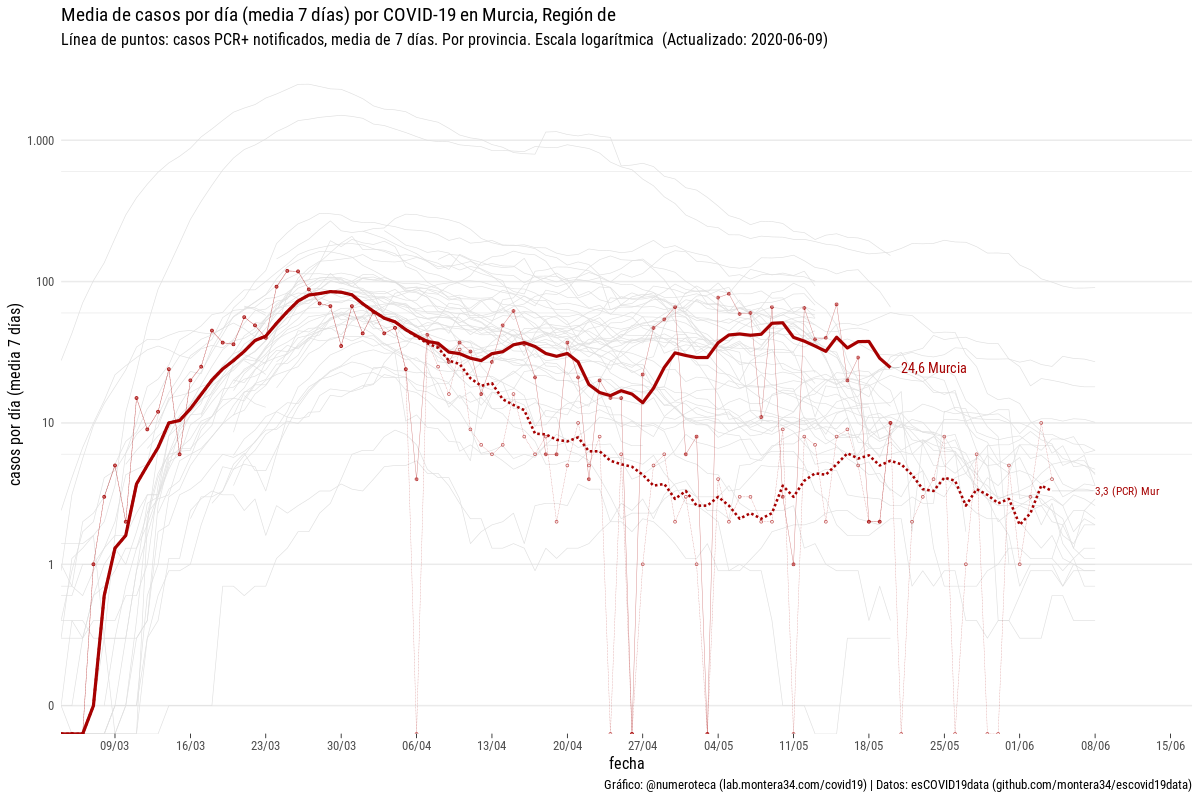 Media de casos por día (media 7 días) por COVID-19 en Murcia, Región de
Línea de puntos: casos PCR+ notificados, media de 7 días. Por provincia. Escala logarítmica (Actualizado: 2020-06-09)
casos por día (media 7 días)
1.000
100
10
1
0
24,6 Murcia
3,3 (PCR) Mur
09/03 16/03 23/03 30/03 06/04 13/04 20/04 27/04 04/05 11/05 18/05 25/05 01/06 08/06 15/06
fecha
Gráfico: @numeroteca (lab.montera34.com/covid19) | Datos: esCOVID19data (github.com/montera34/escovid19data)